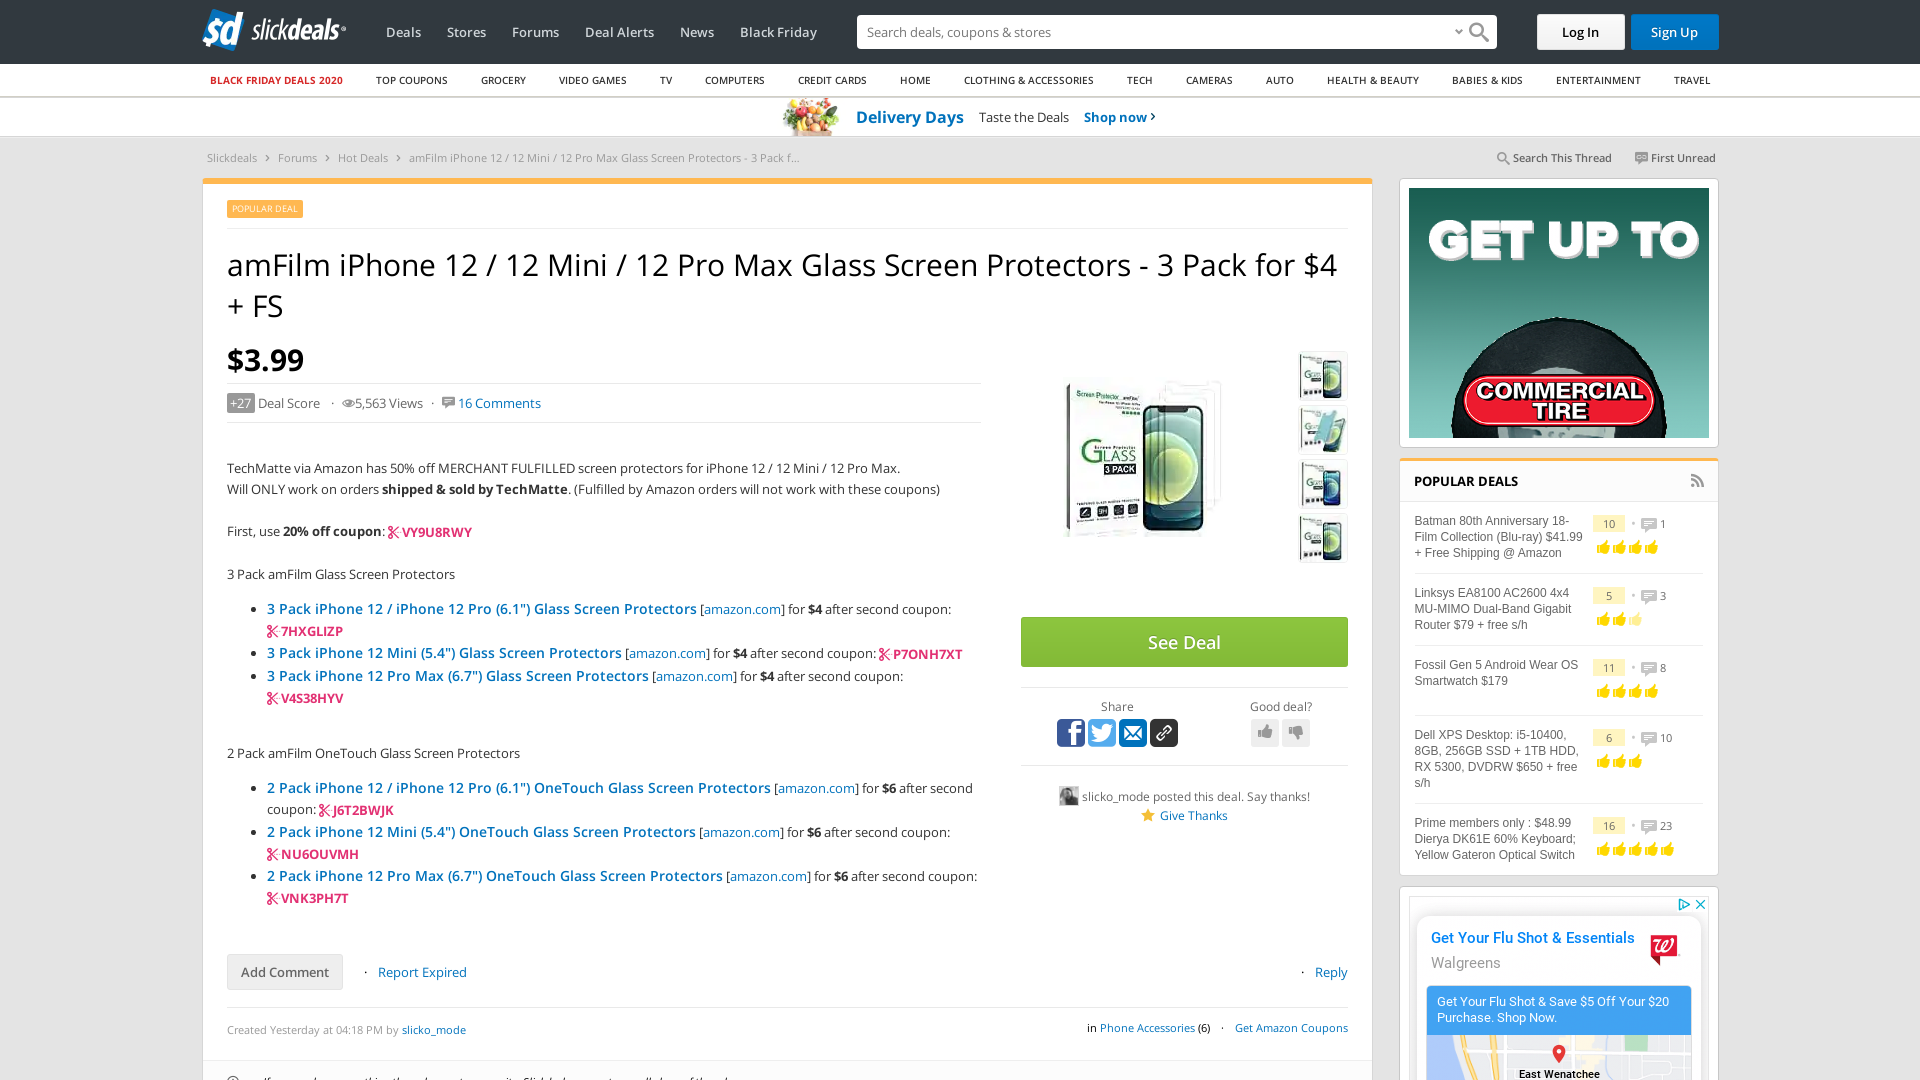 slickdeals
Deals
Stores
Forums
Deal Alerts
News
Black Friday
Search deals, coupons & stores
Log In
Sign Up
BLACK FRIDAY DEALS 2020
TOP COUPONS
GROCERY
VIDEO GAMES
TV
COMPUTERS
CREDIT CARDS
HOME
CLOTHING & ACCESSORIES
TECH
CAMERAS
AUTO
HEALTH & BEAUTY
BABIES & KIDS
ENTERTAINMENT
TRAVEL
Delivery Days Taste the Deals Shop now
Slickdeals > Forums > Hot Deals > amFilm iPhone 12 / 12 Mini / 12 Pro Max Glass Screen Protectors - 3 Pack f...
Search This Thread
First Unread
POPULAR DEAL
amFilm iPhone 12 / 12 Mini / 12 Pro Max Glass Screen Protectors - 3 Pack for $4
+ FS
$3.99
+27 Deal Score · 5,563 Views · 16 Comments
TechMatte via Amazon has 50% off MERCHANT FULFILLED screen protectors for iPhone 12 / 12 Mini / 12 Pro Max.
Will ONLY work on orders shipped & sold by TechMatte. (Fulfilled by Amazon orders will not work with these coupons)
First, use 20% off coupon: VY9U8RWY
3 Pack amFilm Glass Screen Protectors
• 3 Pack iPhone 12 / iPhone 12 Pro (6.1") Glass Screen Protectors [amazon.com] for $4 after second coupon:
7HXGLIZP
• 3 Pack iPhone 12 Mini (5.4") Glass Screen Protectors [amazon.com] for $4 after second coupon: P7ONH7XT
• 3 Pack iPhone 12 Pro Max (6.7") Glass Screen Protectors [amazon.com] for $4 after second coupon:
V4S38HYV
2 Pack amFilm OneTouch Glass Screen Protectors
• 2 Pack iPhone 12 / iPhone 12 Pro (6.1") OneTouch Glass Screen Protectors [amazon.com] for $6 after second
coupon: J6T2BWJK
• 2 Pack iPhone 12 Mini (5.4") OneTouch Glass Screen Protectors [amazon.com] for $6 after second coupon:
NU6OUVMH
• 2 Pack iPhone 12 Pro Max (6.7") OneTouch Glass Screen Protectors [amazon.com] for $6 after second coupon:
VNK3PH7T
Screen Protector
GLASS
3 PACK
See Deal
Share
Good deal?
slicko_mode posted this deal. Say thanks!
Give Thanks
Add Comment · Report Expired
· Reply
Created Yesterday at 04:18 PM by slicko_mode
in Phone Accessories (6) · Get Amazon Coupons
GET UP TO
COMMERCIAL
TIRE
POPULAR DEALS
Batman 80th Anniversary 18-
Film Collection (Blu-ray) $41.99
+ Free Shipping @ Amazon
10 • 1
Linksys EA8100 AC2600 4x4
MU-MIMO Dual-Band Gigabit
Router $79 + free s/h
5 • 3
Fossil Gen 5 Android Wear OS
Smartwatch $179
11 • 8
Dell XPS Desktop: i5-10400,
8GB, 256GB SSD + 1TB HDD,
RX 5300, DVDRW $650 + free
s/h
6 • 10
Prime members only : $48.99
Dierya DK61E 60% Keyboard;
Yellow Gateron Optical Switch
16 • 23
Get Your Flu Shot & Essentials
Walgreens
Get Your Flu Shot & Save $5 Off Your $20
Purchase. Shop Now.
East Wenatchee